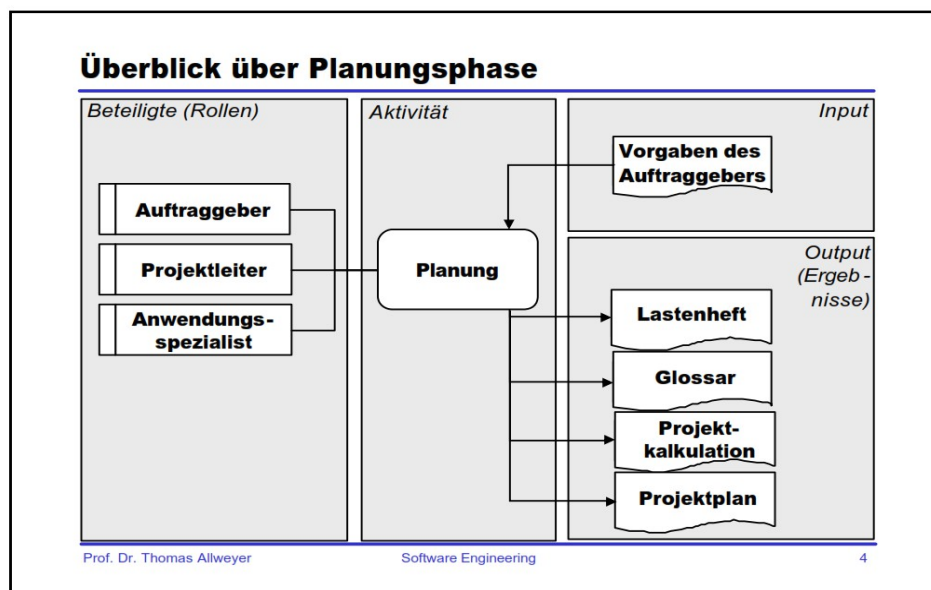 Überblick über Planungsphase
Beteiligte (Rollen)
Auftraggeber
Projektleiter
Anwendungs-
spezialist
Aktivität
Planung
Input
Vorgaben des
Auftraggebers
Output
(Ergeb-
nisse)
Lastenheft
Glossar
Projekt-
kalkulation
Projektplan
Prof. Dr. Thomas Allweyer
Software Engineering
4